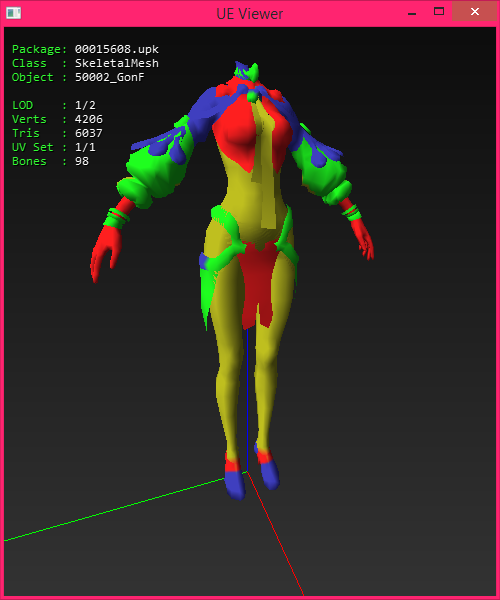 UE Viewer
Package: 00015608.upk
Class : SkeletalMesh
Object : 50002_GonF
LOD : 1/2
Verts : 4206
Tris : 6037
UV Set : 1/1
Bones : 98